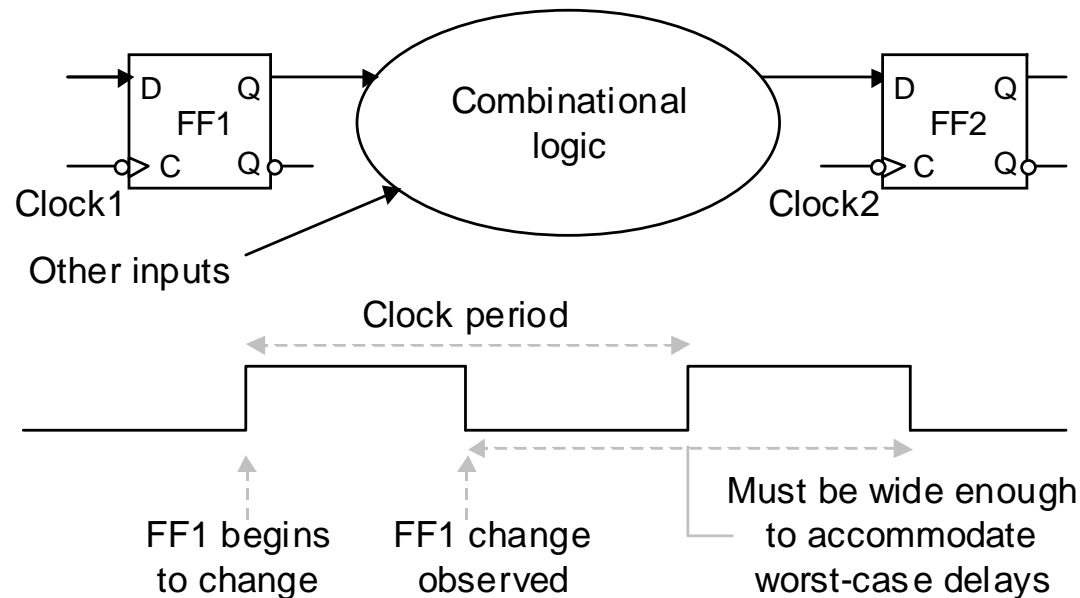 D Q
FF1
C Q
Clock1
Combinational
logic
D Q
FF2
C Q
Clock2
Other inputs
Clock period
FF1 begins
to change
FF1 change
observed
Must be wide enough
to accommodate
worst-case delays